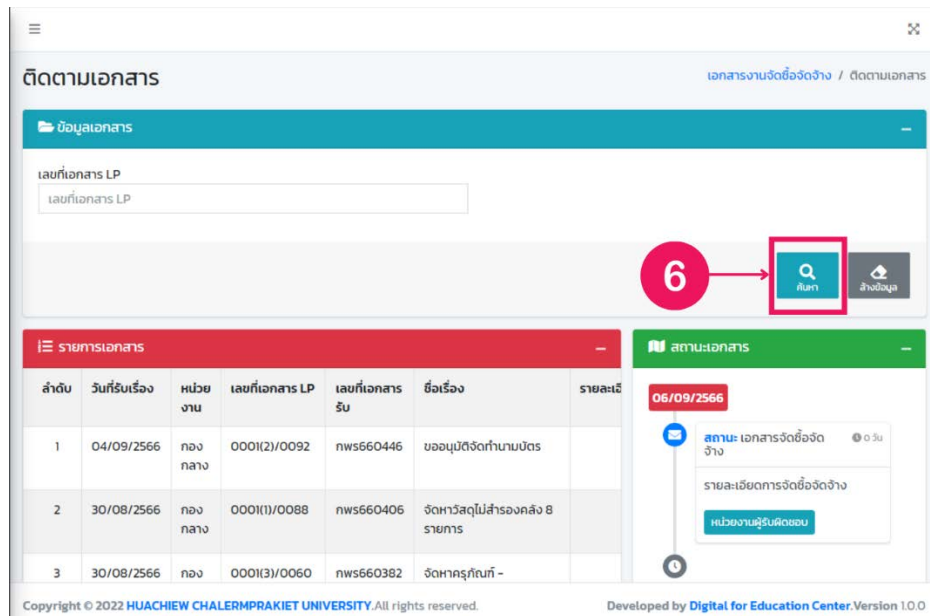 ติดตามเอกสาร
เอกสารงานจัดซื้อจัดจ้าง / ติดตามเอกสาร
ข้อมูลเอกสาร
เลขที่เอกสาร LP
เลขที่เอกสาร LP
6
ค้นหา
ล้างข้อมูล
รายการเอกสาร
ลำดับ วันที่รับเรื่อง หน่วยงาน เลขที่เอกสาร LP เลขที่เอกสารรับ ชื่อเรื่อง รายละเอี
1 04/09/2566 กองกลาง 0001(2)/0092 กพร660446 ขออนุมัติจัดทำนามบัตร
2 30/08/2566 กองกลาง 0001(1)/0088 กพร660406 จัดหาวัสดุไม่สำรองคลัง 8
รายการ
3 30/08/2566 กอง 0001(3)/0060 กพร660382 จัดหาครุภัณฑ์ -
สถานะเอกสาร
06/09/2566
สถานะ เอกสารจัดซื้อจัดจ้าง 0 วัน
รายละเอียดการจัดซื้อจัดจ้าง
หน่วยงานผู้รับผิดชอบ
Copyright © 2022 HUACHIEW CHALERMPRAKIET UNIVERSITY.All rights reserved.
Developed by Digital for Education Center.Version 1.0.0